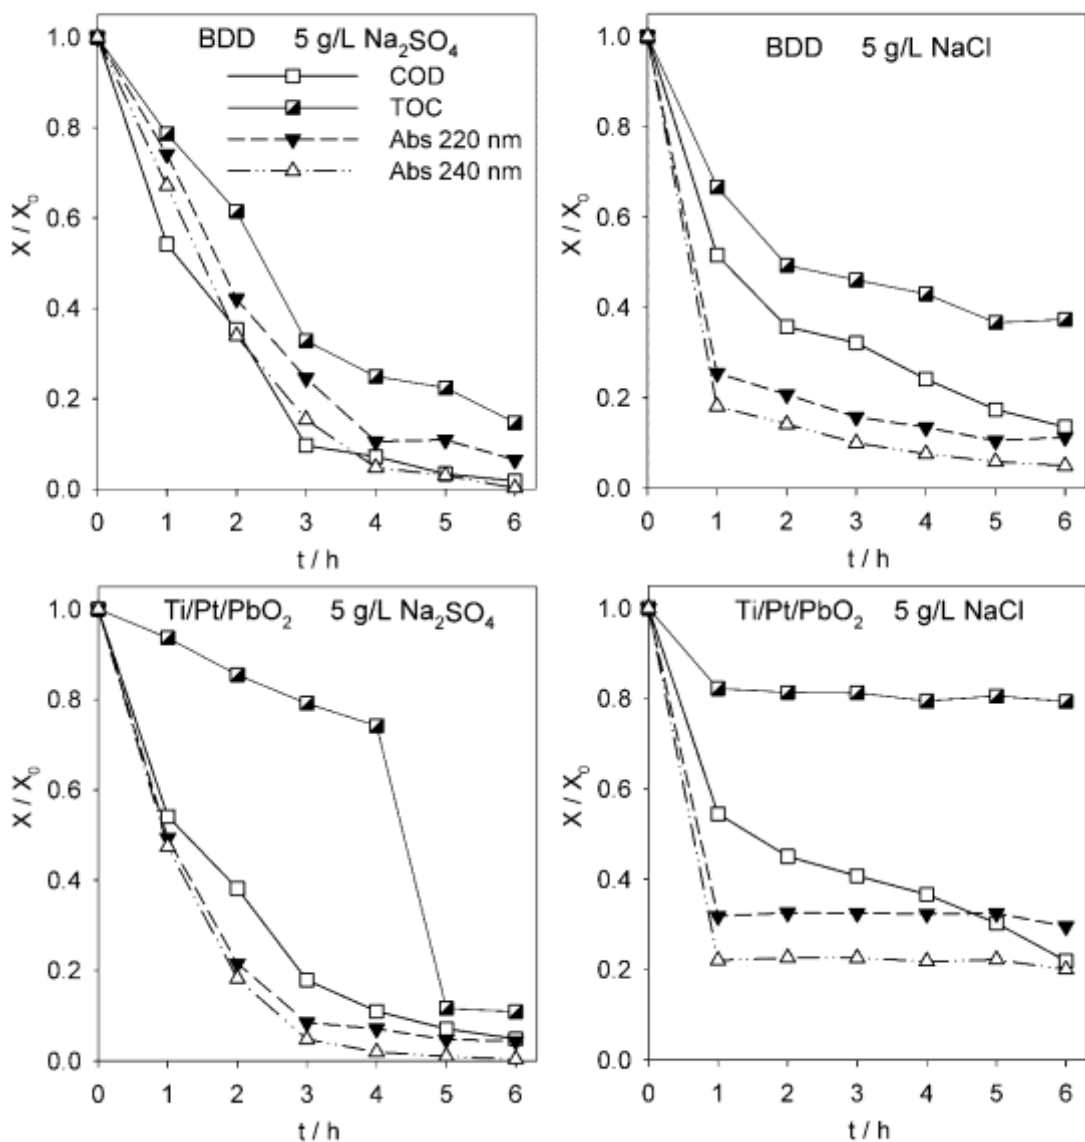 BDD 5 g/L Na₂SO₄
COD
TOC
Abs 220 nm
Abs 240 nm
1.0
0.8
0.6
0.4
0.2
0.0
X / X₀
0 1 2 3 4 5 6
t / h
BDD 5 g/L NaCl
1.0
0.8
0.6
0.4
0.2
0.0
X / X₀
0 1 2 3 4 5 6
t / h
Ti/Pt/PbO₂ 5 g/L Na₂SO₄
1.0
0.8
0.6
0.4
0.2
0.0
X / X₀
0 1 2 3 4 5 6
t / h
Ti/Pt/PbO₂ 5 g/L NaCl
1.0
0.8
0.6
0.4
0.2
0.0
X / X₀
0 1 2 3 4 5 6
t / h